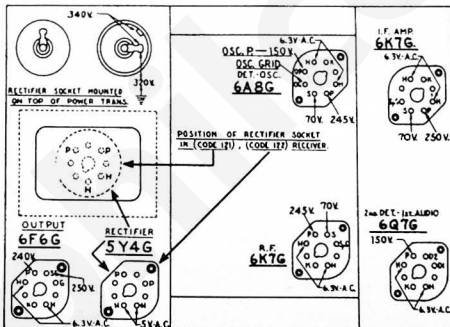 340V.
320V.
RECTIFIER SOCKET MOUNTED
ON TOP OF POWER TRANS.
P
P
H
H
POSITION OF RECTIFIER SOCKET
IN (CODE 121), (CODE 122) RECEIVER.
OUTPUT
6F6G
240V.
250V.
6.3V-A.C.
RECTIFIER
5Y4G
5V-A.C.
OSC. P.-150V.
OSC. GRID
DET.-OSC.
6A8G
6.3V-A.C.
70V.
245V.
R.F.
6K7G
245V.
70V.
6.3V.-A.C.
I.F. AMP.
6K7G.
6.3V-A.C.
70V.
250V.
2nd DET.-1st AUDIO
6Q7G
150V.
6.3V.-A.C.